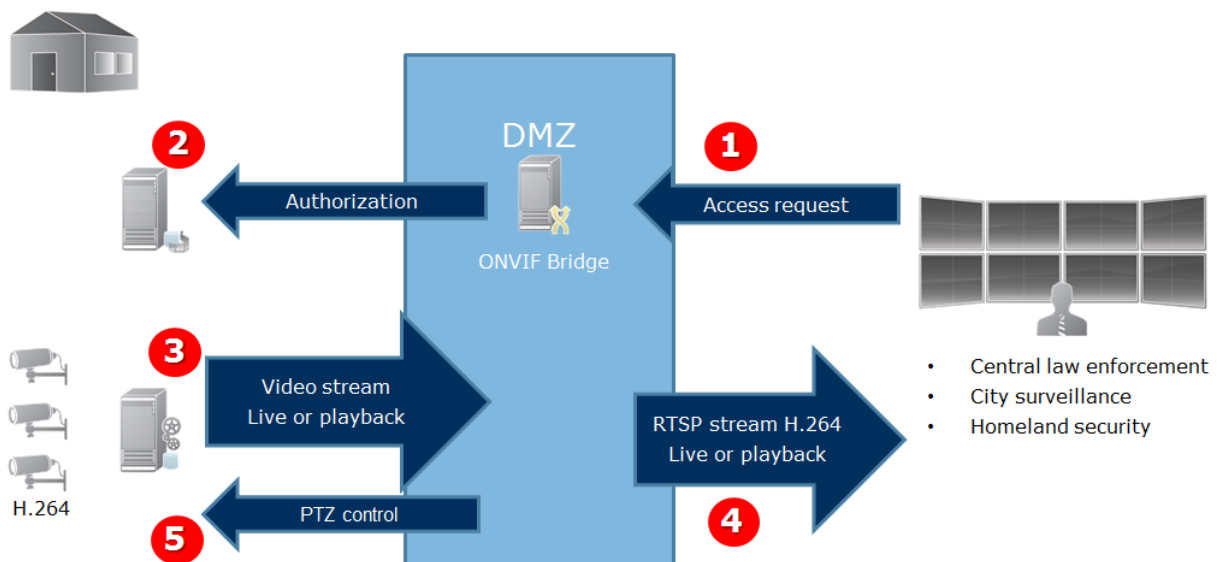 DMZ
ONVIF Bridge
1
Access request
2
Authorization
3
Video stream
Live or playback
4
RTSP stream H.264
Live or playback
5
PTZ control
H.264
• Central law enforcement
• City surveillance
• Homeland security